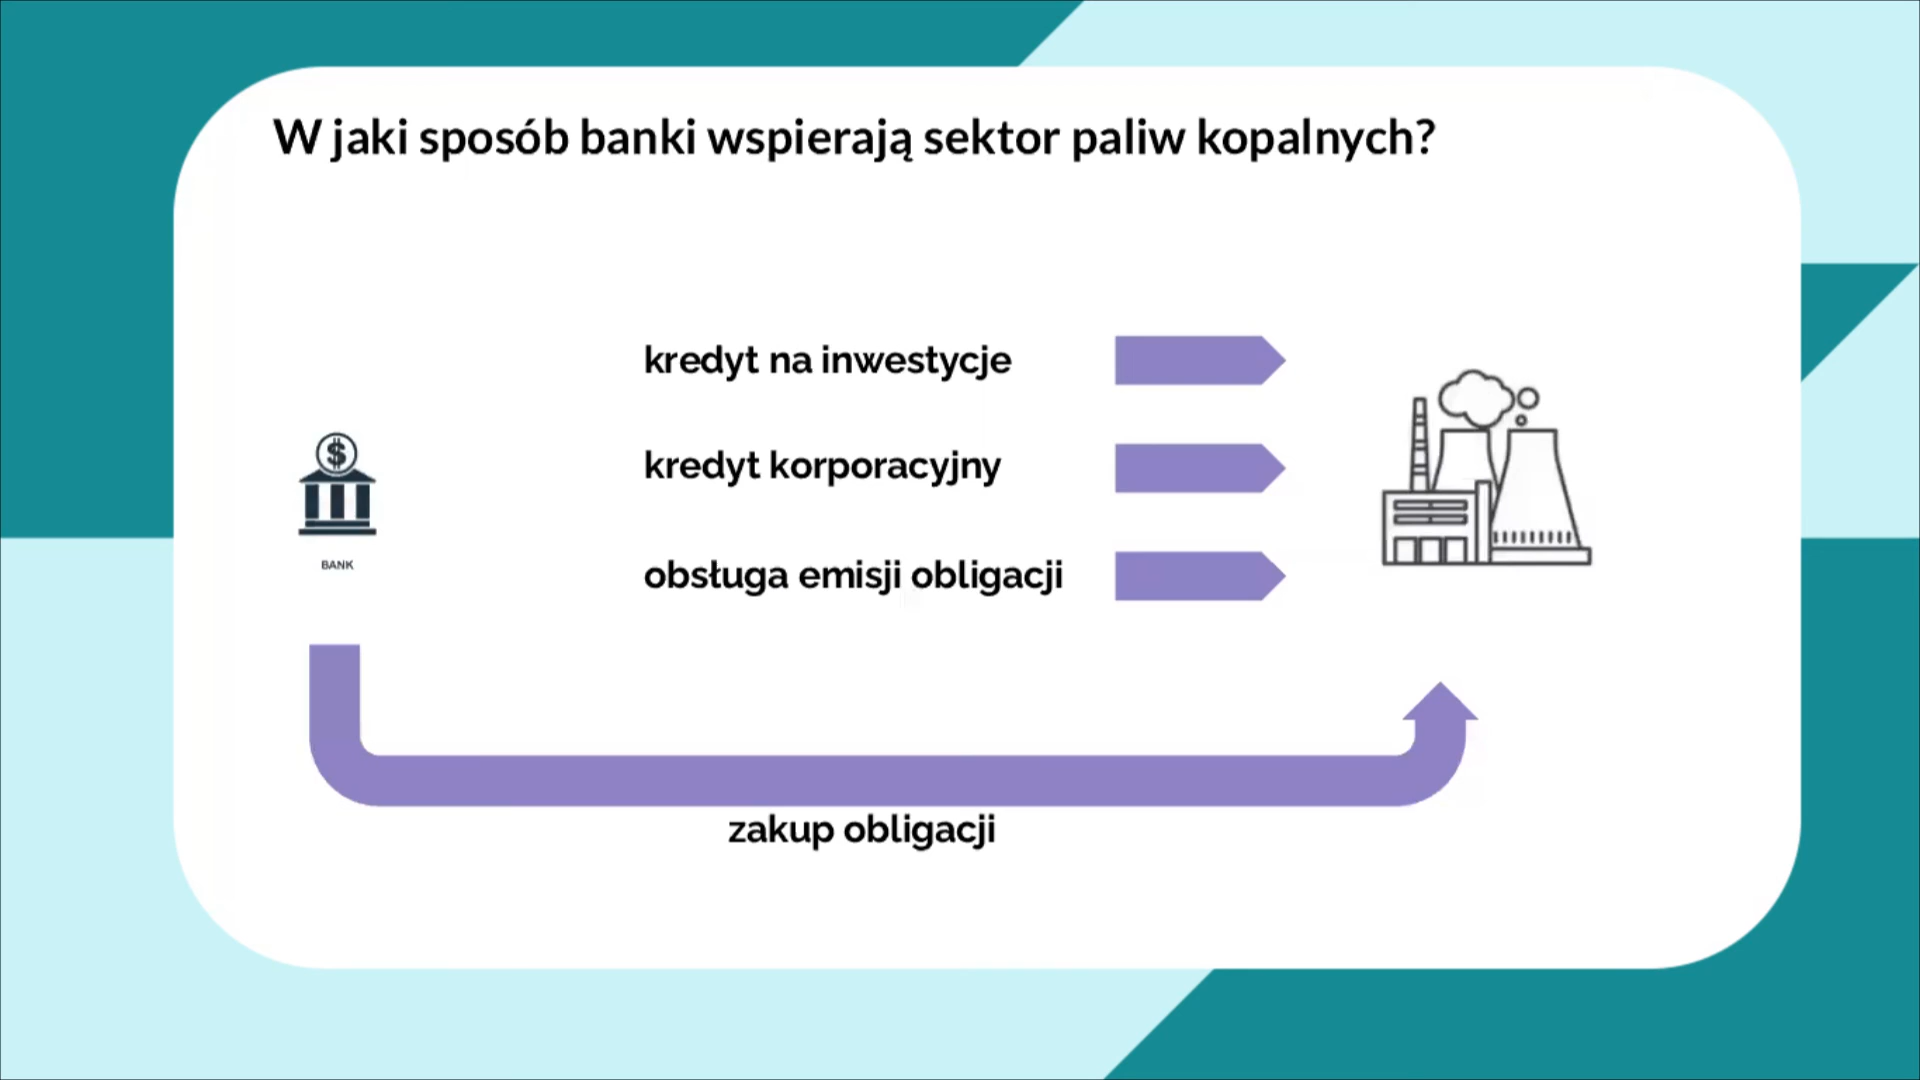 W jaki sposób banki wspierają sektor paliw kopalnych?
kredyt na inwestycje
kredyt korporacyjny
$
BANK
obsługa emisji obligacji
zakup obligacji